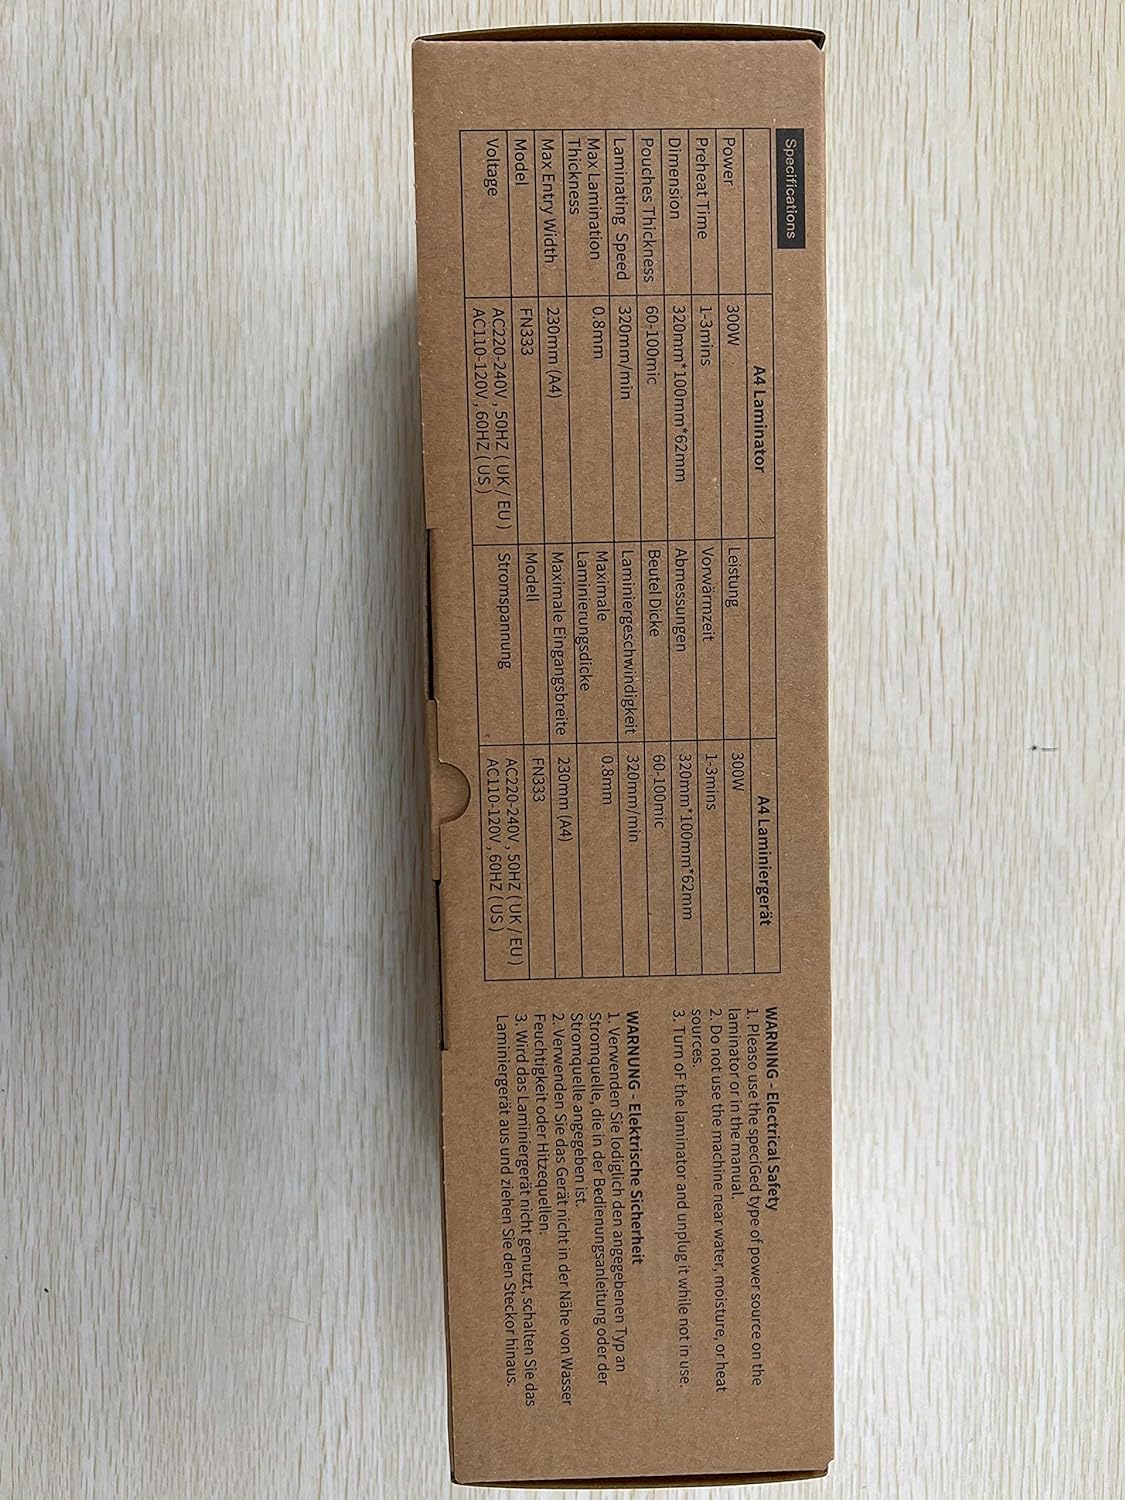 Specifications
A4 Laminator A4 Laminiergerät
Power 300W Leistung 300W
Preheat Time 1-3mins Vorwärmzeit 1-3mins
Dimension 320mm*100mm*62mm Abmessungen 320mm*100mm*62mm
Pouches Thickness 60-100mic Beutel Dicke 60-100mic
Laminating Speed 320mm/min Laminiergeschwindigkeit 320mm/min
Max Lamination 0.8mm Maximale 0.8mm
Thickness Laminierungsdicke
Max Entry Width 230mm (A4) Maximale Eingangsbreite 230mm (A4)
Model FN333 Modell FN333
Voltage AC220-240V , 50HZ ( UK / EU ) Stromspannung AC220-240V , 50HZ ( UK / EU )
AC110-120V , 60HZ ( US ) AC110-120V , 60HZ ( US )
WARNING - Electrical Safety
1. Pleaso use the speciGed type of power source on the
laminator or in the manual.
2. Do not use the machine near water, moisture, or heat
sources.
3. Turn oF the laminator and unplug it while not in use.
WARNUNG - Elektrische Sicherheit
1. Verwenden Sie lodiglich den angegebenen Typ an
Stromquelle, die in der Bedienungsanleitung oder der
Stromquelle angegeben ist.
2. Verwenden Sie das Gerät nicht in der Nähe von Wasser
Feuchtigkeit oder Hitzequellen.
3. Wird das Laminiergerät nicht genutzt, schalten Sie das
Laminiergerät aus und ziehen Sie den Steckor hinaus.